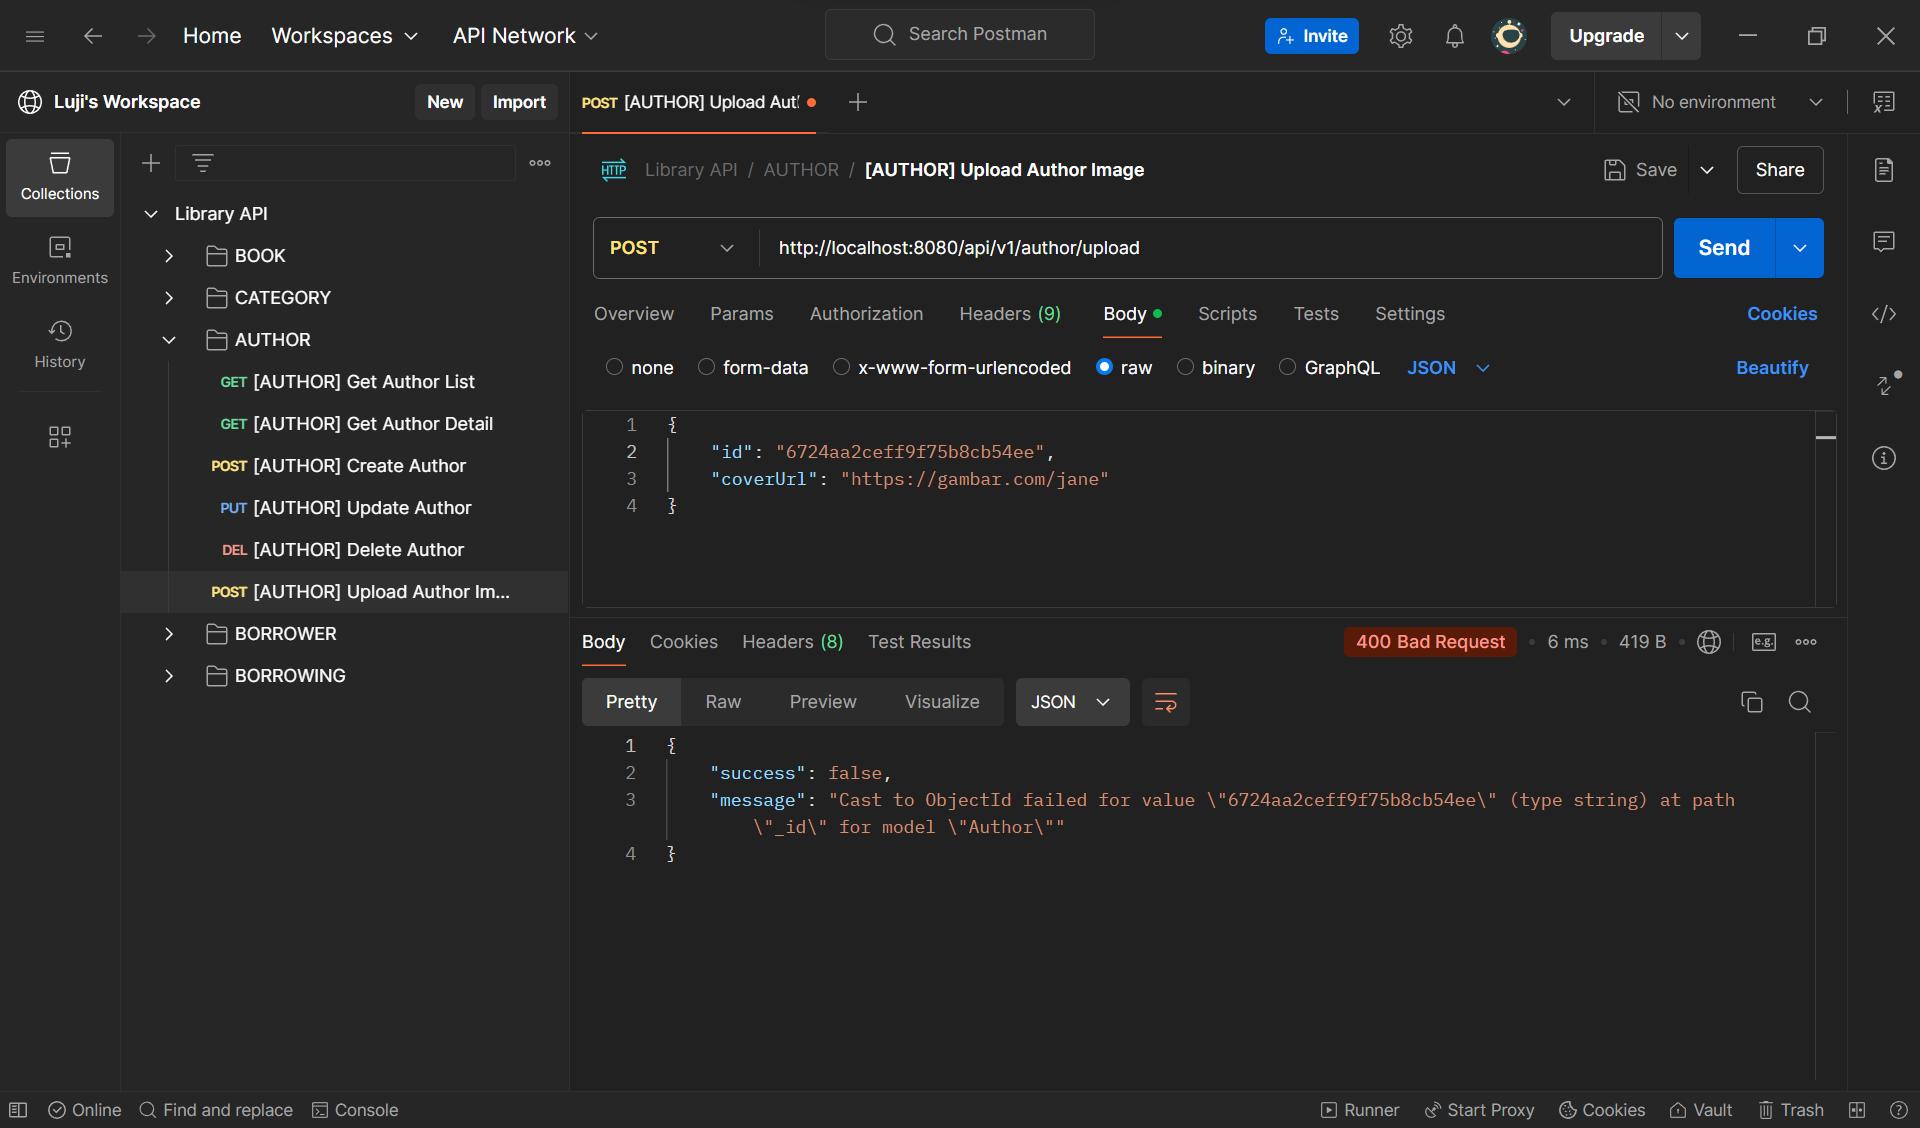 Home Workspaces API Network Search Postman Invite Upgrade
Luji's Workspace New Import POST [AUTHOR] Upload Aut No environment
Collections
Environments
History
Library API
BOOK
CATEGORY
AUTHOR
GET [AUTHOR] Get Author List
GET [AUTHOR] Get Author Detail
POST [AUTHOR] Create Author
PUT [AUTHOR] Update Author
DEL [AUTHOR] Delete Author
POST [AUTHOR] Upload Author Im...
BORROWER
BORROWING
HTTP Library API / AUTHOR / [AUTHOR] Upload Author Image Save Share
POST http://localhost:8080/api/v1/author/upload Send
Overview Params Authorization Headers (9) Body Scripts Tests Settings Cookies
none form-data x-www-form-urlencoded raw binary GraphQL JSON Beautify
1 {
2 "id": "6724aa2ceff9f75b8cb54ee",
3 "coverUrl": "https://gambar.com/jane"
4 }
Body Cookies Headers (8) Test Results 400 Bad Request 6 ms 419 B e.g.
Pretty Raw Preview Visualize JSON
1 {
2 "success": false,
3 "message": "Cast to ObjectId failed for value \"6724aa2ceff9f75b8cb54ee\" (type string) at path
\"_id\" for model \"Author\""
4 }
Online Find and replace Console Runner Start Proxy Cookies Vault Trash